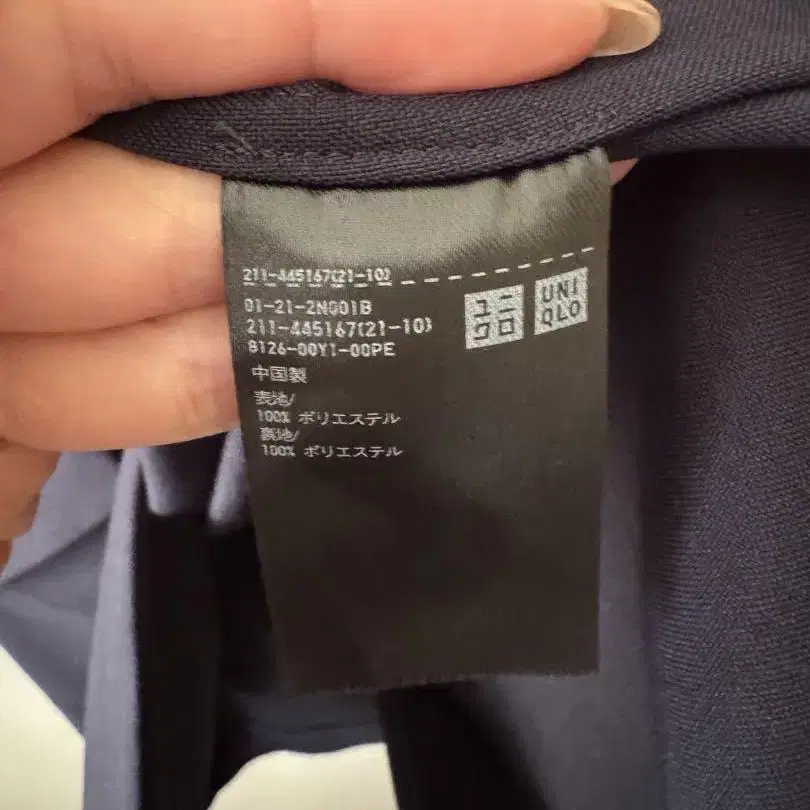 211-445167(21-10)
01-21-2N001B
211-445167(21-10)
8126-00Y1-00PE
中国製
表地/
100% ポリエステル
裏地/
100% ポリエステル
ユニ
クロ
UNI
QLO